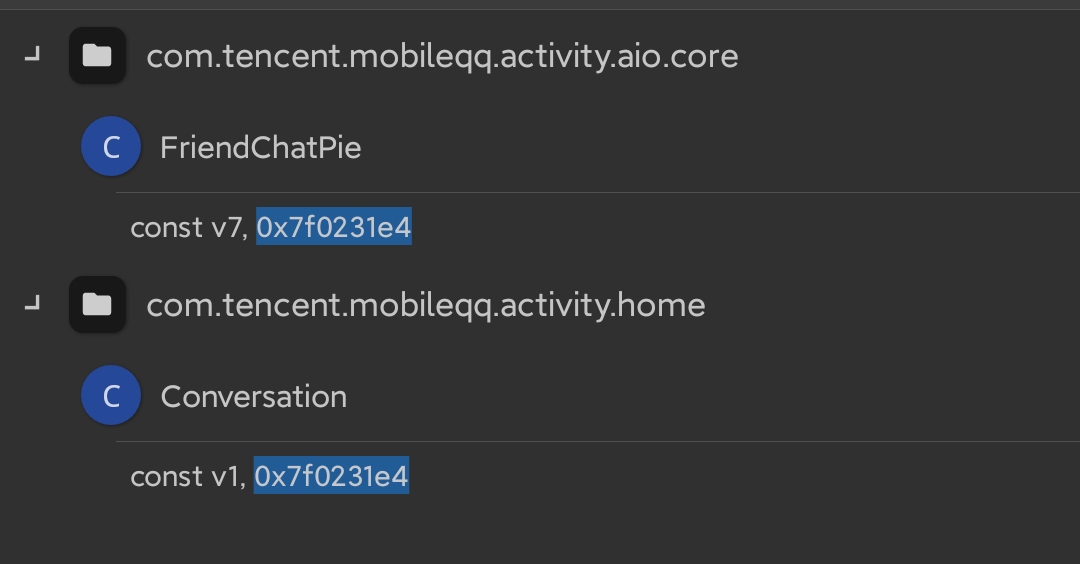 com.tencent.mobileqq.activity.aio.core
C FriendChatPie
const v7, 0x7f0231e4
com.tencent.mobileqq.activity.home
C Conversation
const v1, 0x7f0231e4